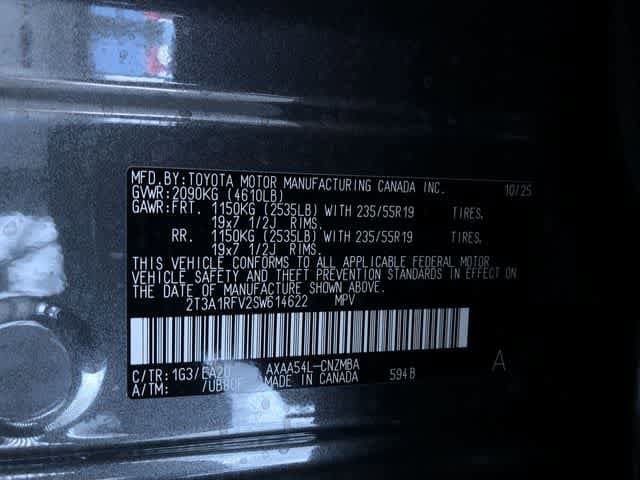 MFD.BY:TOYOTA MOTOR MANUFACTURING CANADA INC. 10/25
GVWR:2090KG (4610LB)
GAWR:FRT. 1150KG (2535LB) WITH 235/55R19 TIRES,
19x7 1/2J RIMS.
RR. 1150KG (2535LB) WITH 235/55R19 TIRES,
19x7 1/2J RIMS.
THIS VEHICLE CONFORMS TO ALL APPLICABLE FEDERAL MOTOR
VEHICLE SAFETY AND THEFT PREVENTION STANDARDS IN EFFECT ON
THE DATE OF MANUFACTURE SHOWN ABOVE.
2T3A1RFV2SW614622 MPV
C/TR:1G3/EA20 AXAA54L-CNZMBA
A/TM: /UB80F MADE IN CANADA 594B
A